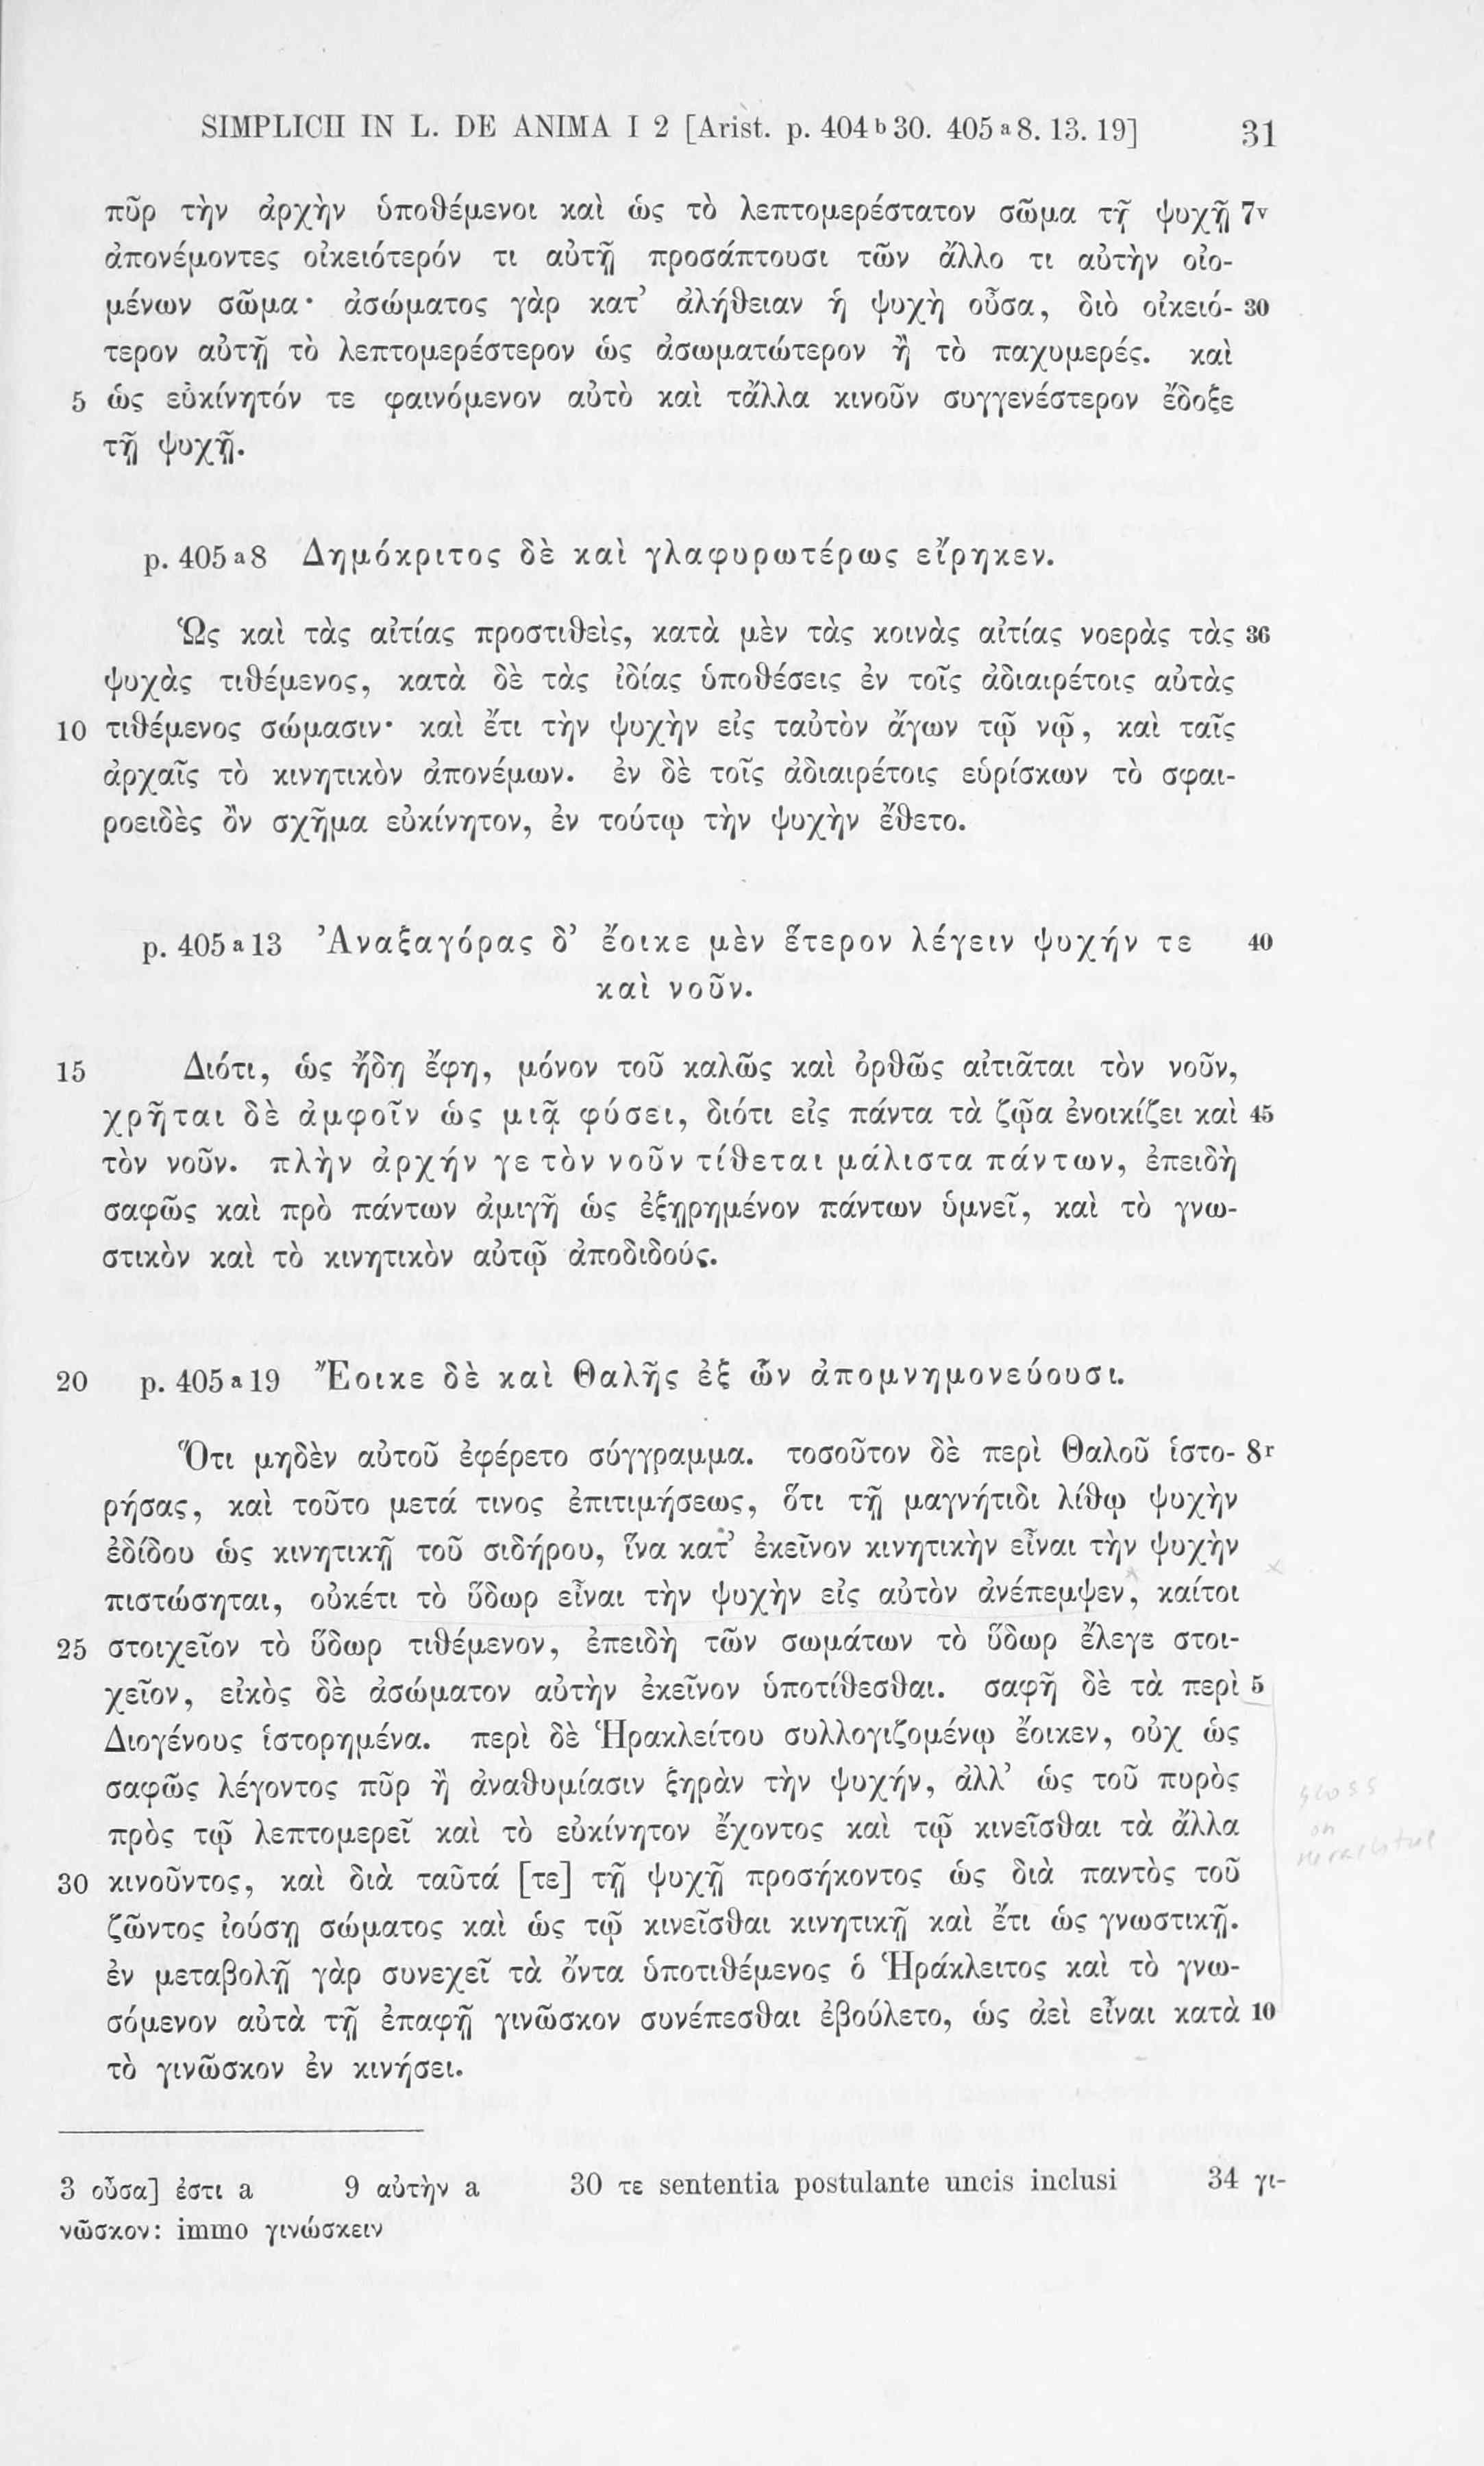 SIMPLICII IN L. DE ANIMA I 2 [Arist. p. 404 b 30. 405 a 8. 13. 19] 31
πῦρ τὴν ἀρχὴν ὑποθέμενοι καὶ ὡς τὸ λεπτομερέστατον σῶμα τῇ ψυχῇ 7v
ἀπονέμοντες οἰκειότερόν τι αὐτῇ προσάπτουσι τῶν ἄλλο τι αὐτὴν οἰο-
μένων σῶμα· ἀσώματος γὰρ κατ’ ἀλήθειαν ἡ ψυχὴ οὖσα, διὸ οἰκειό- 30
τερον αὐτῇ τὸ λεπτομερέστερον ὡς ἀσωματώτερον ἢ τὸ παχυμερές. καὶ
5 ὡς εὐκίνητόν τε φαινόμενον αὐτὸ καὶ τἄλλα κινοῦν συγγενέστερον ἔδοξε
τῇ ψυχῇ.
p. 405 a 8 Δημόκριτος δὲ καὶ γλαφυρωτέρως εἴρηκεν.
Ὡς καὶ τὰς αἰτίας προστιθεὶς, κατὰ μὲν τὰς κοινὰς αἰτίας νοερὰς τὰς 36
ψυχὰς τιθέμενος, κατὰ δὲ τὰς ἰδίας ὑποθέσεις ἐν τοῖς ἀδιαιρέτοις αὐτὰς
10 τιθέμενος σώμασιν· καὶ ἔτι τὴν ψυχὴν εἰς ταὐτὸν ἄγων τῷ νῷ, καὶ ταῖς
ἀρχαῖς τὸ κινητικὸν ἀπονέμων. ἐν δὲ τοῖς ἀδιαιρέτοις εὑρίσκων τὸ σφαι-
ροειδὲς ὂν σχῆμα εὐκίνητον, ἐν τούτῳ τὴν ψυχὴν ἔθετο.
p. 405 a 13 Ἀναξαγόρας δ’ ἔοικε μὲν ἕτερον λέγειν ψυχήν τε 40
καὶ νοῦν.
15 Διότι, ὡς ἤδη ἔφη, μόνον τοῦ καλῶς καὶ ὀρθῶς αἰτιᾶται τὸν νοῦν,
χρῆται δὲ ἀμφοῖν ὡς μιᾷ φύσει, διότι εἰς πάντα τὰ ζῷα ἐνοικίζει καὶ 45
τὸν νοῦν. πλὴν ἀρχήν γε τὸν νοῦν τίθεται μάλιστα πάντων, ἐπειδὴ
σαφῶς καὶ πρὸ πάντων ἀμιγῆ ὡς ἐξῃρημένον πάντων ὑμνεῖ, καὶ τὸ γνω-
στικὸν καὶ τὸ κινητικὸν αὐτῷ ἀποδιδούς.
20 p. 405 a 19 Ἔοικε δὲ καὶ Θαλῆς ἐξ ὧν ἀπομνημονεύουσι.
Ὅτι μηδὲν αὐτοῦ ἐφέρετο σύγγραμμα. τοσοῦτον δὲ περὶ Θαλοῦ ἱστο- 8r
ρήσας, καὶ τοῦτο μετά τινος ἐπιτιμήσεως, ὅτι τῇ μαγνήτιδι λίθῳ ψυχὴν
ἐδίδου ὡς κινητικῇ τοῦ σιδήρου, ἵνα κατ’ ἐκεῖνον κινητικὴν εἶναι τὴν ψυχὴν
πιστώσηται, οὐκέτι τὸ ὕδωρ εἶναι τὴν ψυχὴν εἰς αὐτὸν ἀνέπεμψεν, καίτοι
25 στοιχεῖον τὸ ὕδωρ τιθέμενον, ἐπειδὴ τῶν σωμάτων τὸ ὕδωρ ἔλεγε στοι-
χεῖον, εἰκὸς δὲ ἀσώματον αὐτὴν ἐκεῖνον ὑποτίθεσθαι. σαφῆ δὲ τὰ περὶ 5
Διογένους ἱστορημένα. περὶ δὲ Ἡρακλείτου συλλογιζομένῳ ἔοικεν, οὐχ ὡς
σαφῶς λέγοντος πῦρ ἢ ἀναθυμίασιν ξηρὰν τὴν ψυχήν, ἀλλ’ ὡς τοῦ πυρὸς
πρὸς τῷ λεπτομερεῖ καὶ τὸ εὐκίνητον ἔχοντος καὶ τῷ κινεῖσθαι τὰ ἄλλα
30 κινοῦντος, καὶ διὰ ταῦτά [τε] τῇ ψυχῇ προσήκοντος ὡς διὰ παντὸς τοῦ
ζῶντος ἰούσῃ σώματος καὶ ὡς τῷ κινεῖσθαι κινητικῇ καὶ ἔτι ὡς γνωστικῇ.
ἐν μεταβολῇ γὰρ συνεχεῖ τὰ ὄντα ὑποτιθέμενος ὁ Ἡράκλειτος καὶ τὸ γνω-
σόμενον αὐτὰ τῇ ἐπαφῇ γινῶσκον συνέπεσθαι ἐβούλετο, ὡς ἀεὶ εἶναι κατὰ 10
τὸ γινῶσκον ἐν κινήσει.
gloss
on
3 οὖσα] ἐστι a 9 αὐτὴν a 30 τε sententia postulante uncis inclusi 34 γι-
νῶσκον: immo γινώσκειν